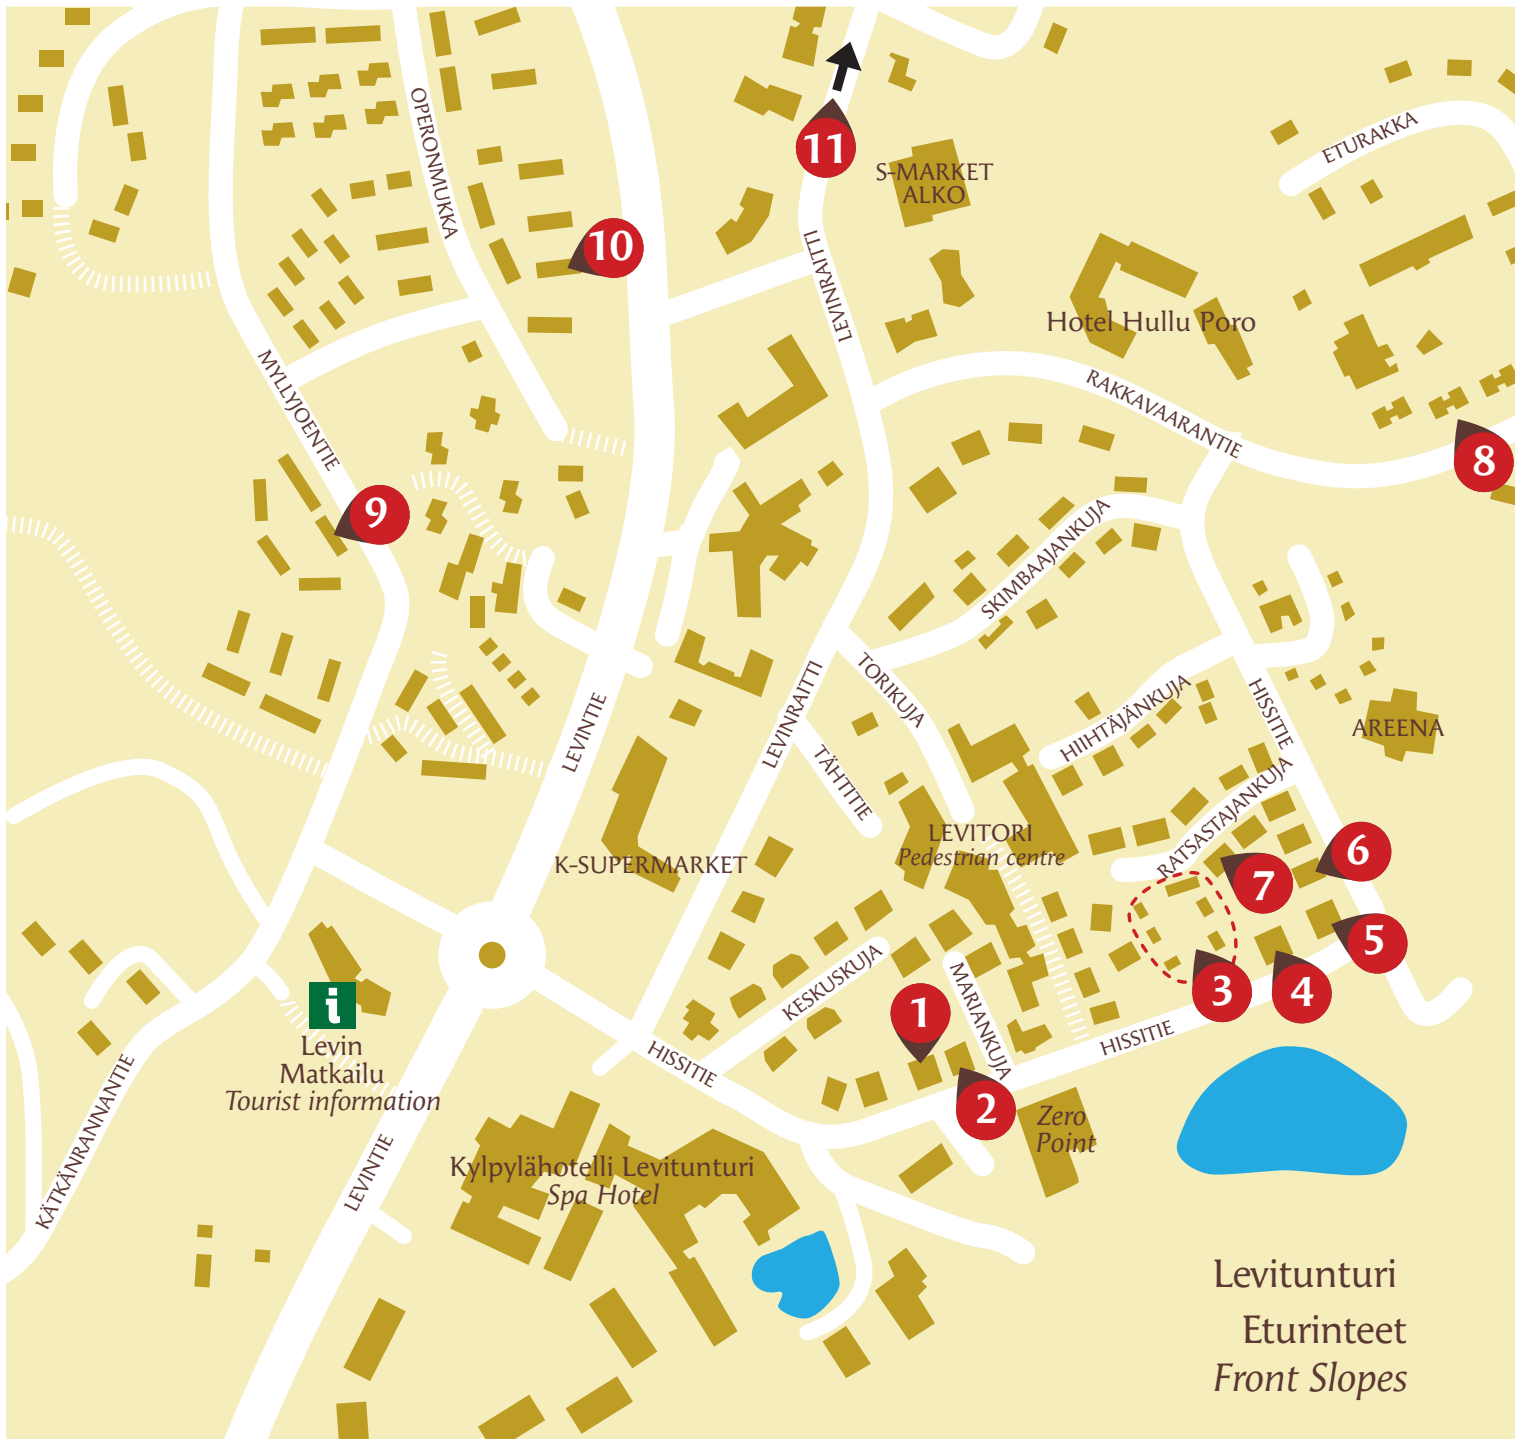 OPERONMUKKA
11
S-MARKET
ALKO
ETURAKKA
10
LEVINRAITTI
Hotel Hullu Poro
MYLLYJOENTIE
RAKKAVAARANTIE
8
9
SKIMBAAJANKUJA
TORIKUJA
LEVINTIE
LEVINRAITTI
TÄHTITIE
HIIHTÄJÄNKUJA
HISSITIE
AREENA
RATSASTAJANKUJA
LEVITORI
Pedestrian centre
K-SUPERMARKET
6
7
5
KESKUSKUJA
MARIANKUJA
3
4
1
i
Levin
Matkailu
Tourist information
HISSITIE
HISSITIE
2
Zero
Point
KÄTKÄNRANNANTIE
LEVINTIE
Kylpylähotelli Levitunturi
Spa Hotel
Levitunturi
Eturinteet
Front Slopes